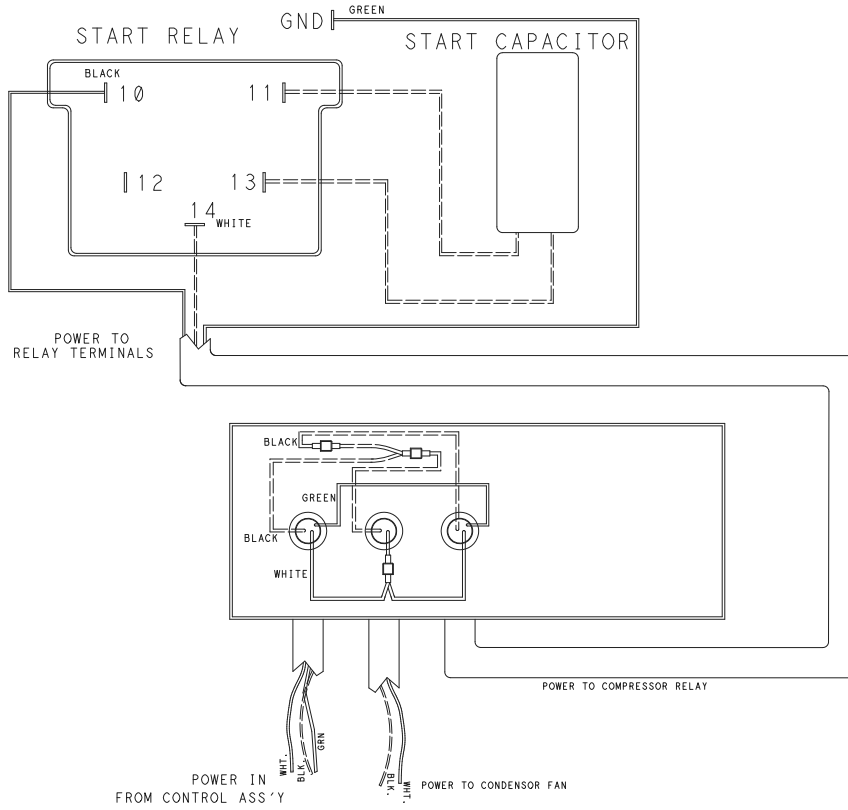 GND
GREEN
START RELAY
START CAPACITOR
BLACK
10
11
12
13
14
WHITE
POWER TO
RELAY TERMINALS
BLACK
GREEN
BLACK
WHITE
POWER TO COMPRESSOR RELAY
WHT.
BLK.
GRN
POWER IN
FROM CONTROL ASS'Y
BLK.
WHT.
POWER TO CONDENSOR FAN